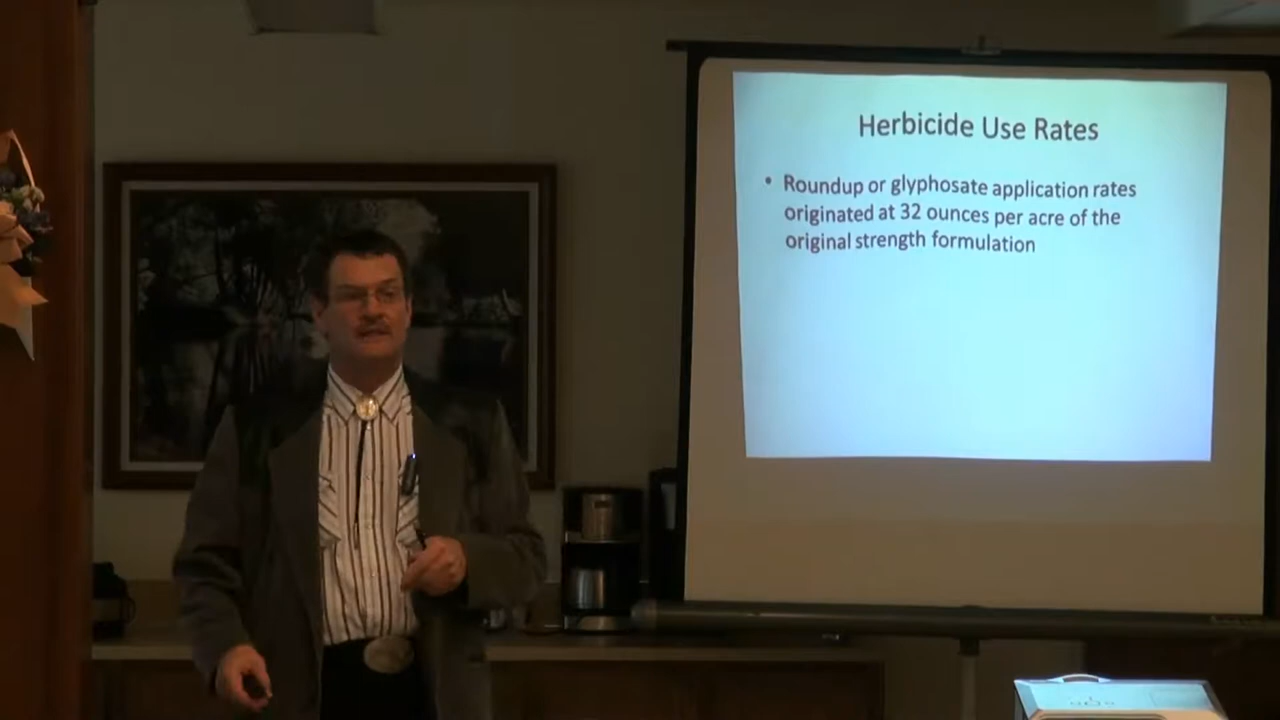 Herbicide Use Rates
• Roundup or glyphosate application rates
originated at 32 ounces per acre of the
original strength formulation